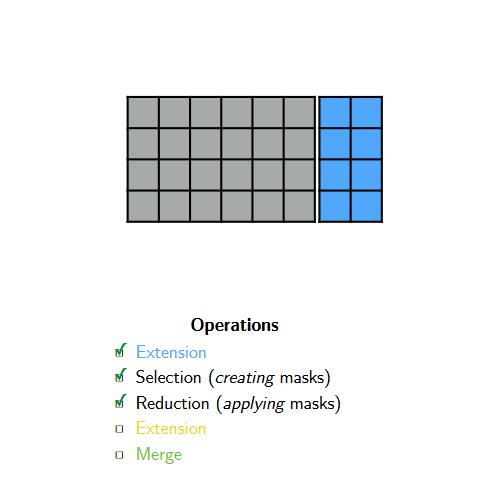 Operations
Extension
Selection (creating masks)
Reduction (applying masks)
Extension
Merge